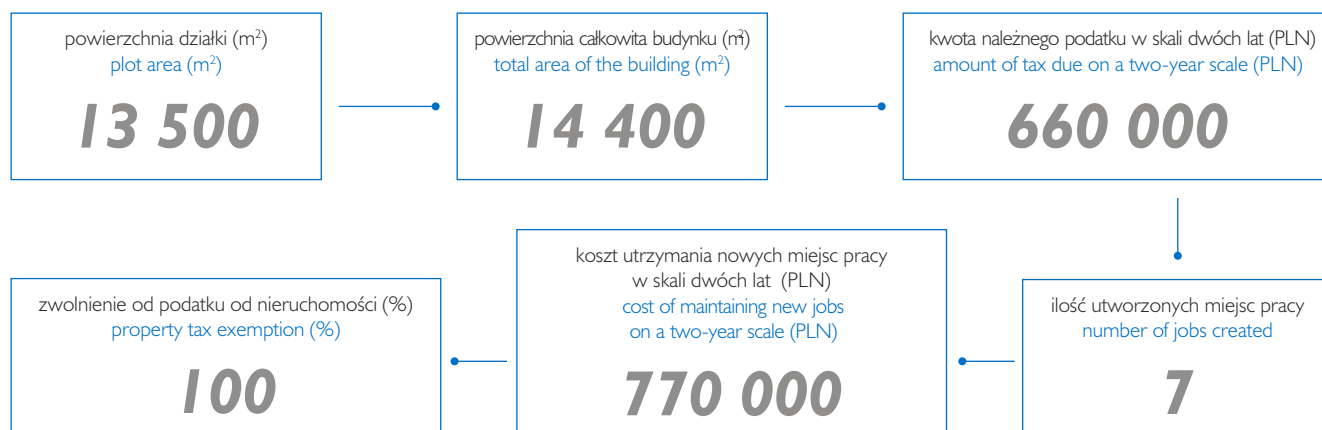 powierzchnia działki (m²)
plot area (m²)
13 500
powierzchnia całkowita budynku (m²)
total area of the building (m²)
14 400
kwota należnego podatku w skali dwóch lat (PLN)
amount of tax due on a two-year scale (PLN)
660 000
ilość utworzonych miejsc pracy
number of jobs created
7
koszt utrzymania nowych miejsc pracy
w skali dwóch lat (PLN)
cost of maintaining new jobs
on a two-year scale (PLN)
770 000
zwolnienie od podatku od nieruchomości (%)
property tax exemption (%)
100